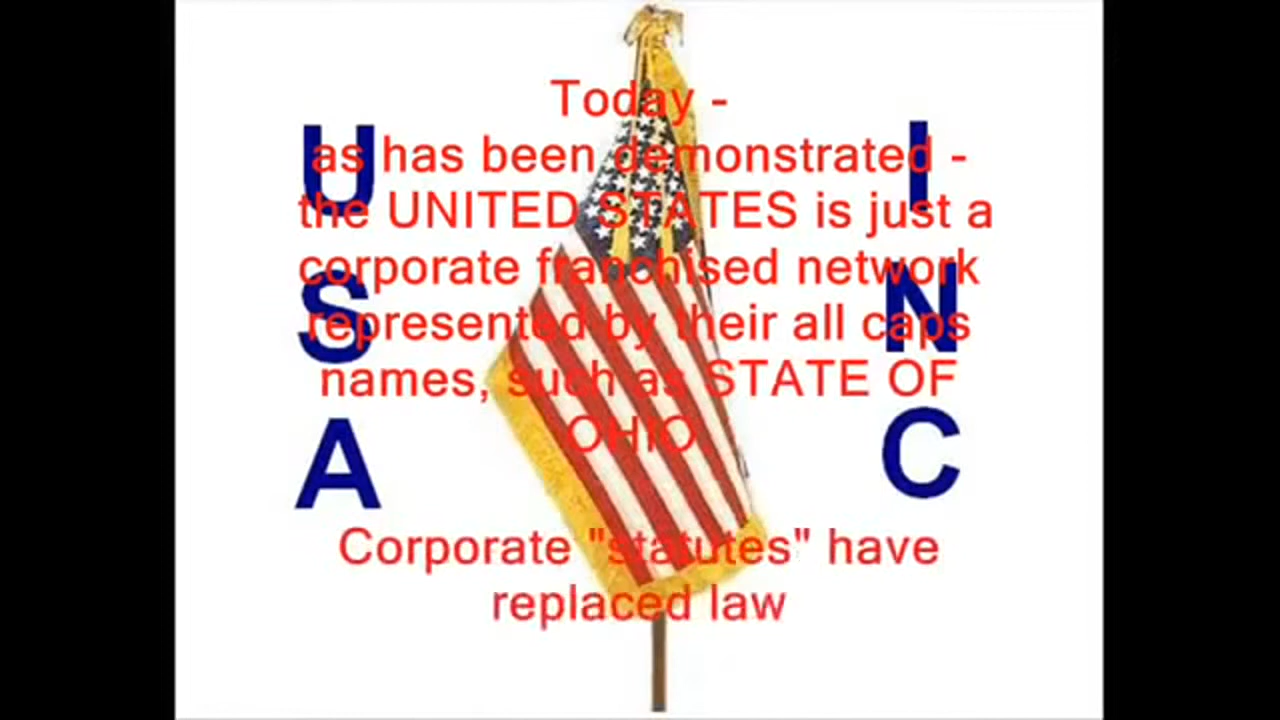 Today -
as has been demonstrated -
the UNITED STATES is just a
corporate franchised network
represented by their all caps
names, such as STATE OF
OHIO
Corporate "statutes" have
replaced law
U
S
A
I
N
C